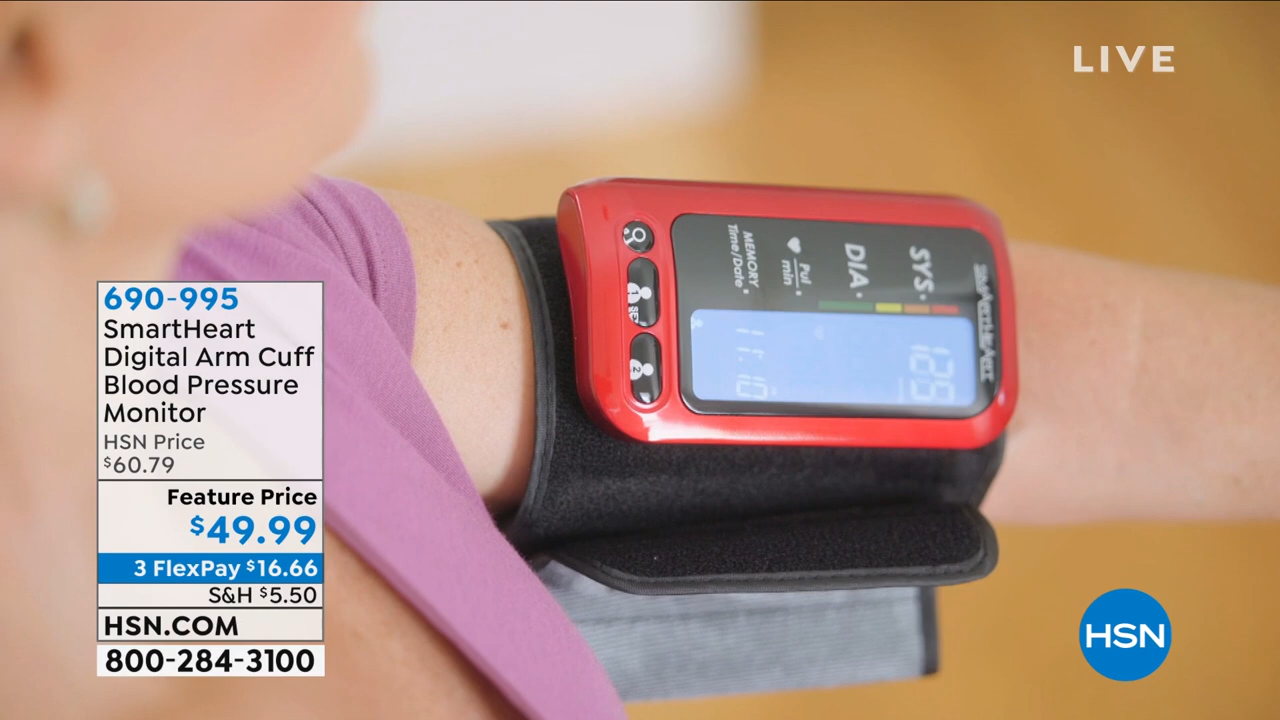 LIVE
690-995
SmartHeart
Digital Arm Cuff
Blood Pressure
Monitor
HSN Price
$60.79
Feature Price
$49.99
3 FlexPay $16.66
S&H $5.50
HSN.COM
800-284-3100
HSN
SmartHeart
SYS.
DIA.
Pul
min
MEMORY
Time/Date
1
SET
2